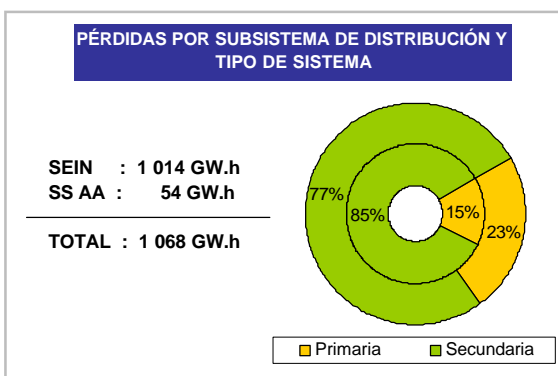 PÉRDIDAS POR SUBSISTEMA DE DISTRIBUCIÓN Y
TIPO DE SISTEMA
SEIN : 1 014 GW.h
SS AA : 54 GW.h
TOTAL : 1 068 GW.h
77%
85%
15%
23%
Primaria
Secundaria